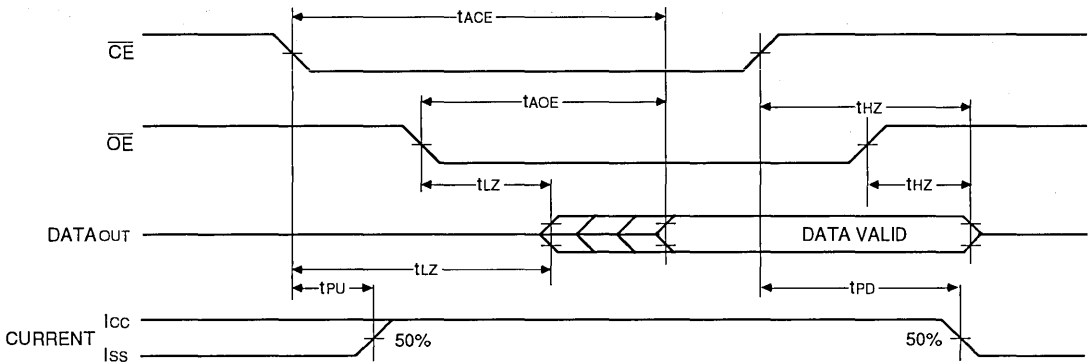 tACE
CE
tAOE
tHZ
OE
tLZ
tHZ
DATAOUT
DATA VALID
tLZ
tPU
tPD
CURRENT
ICC
50%
50%
ISS